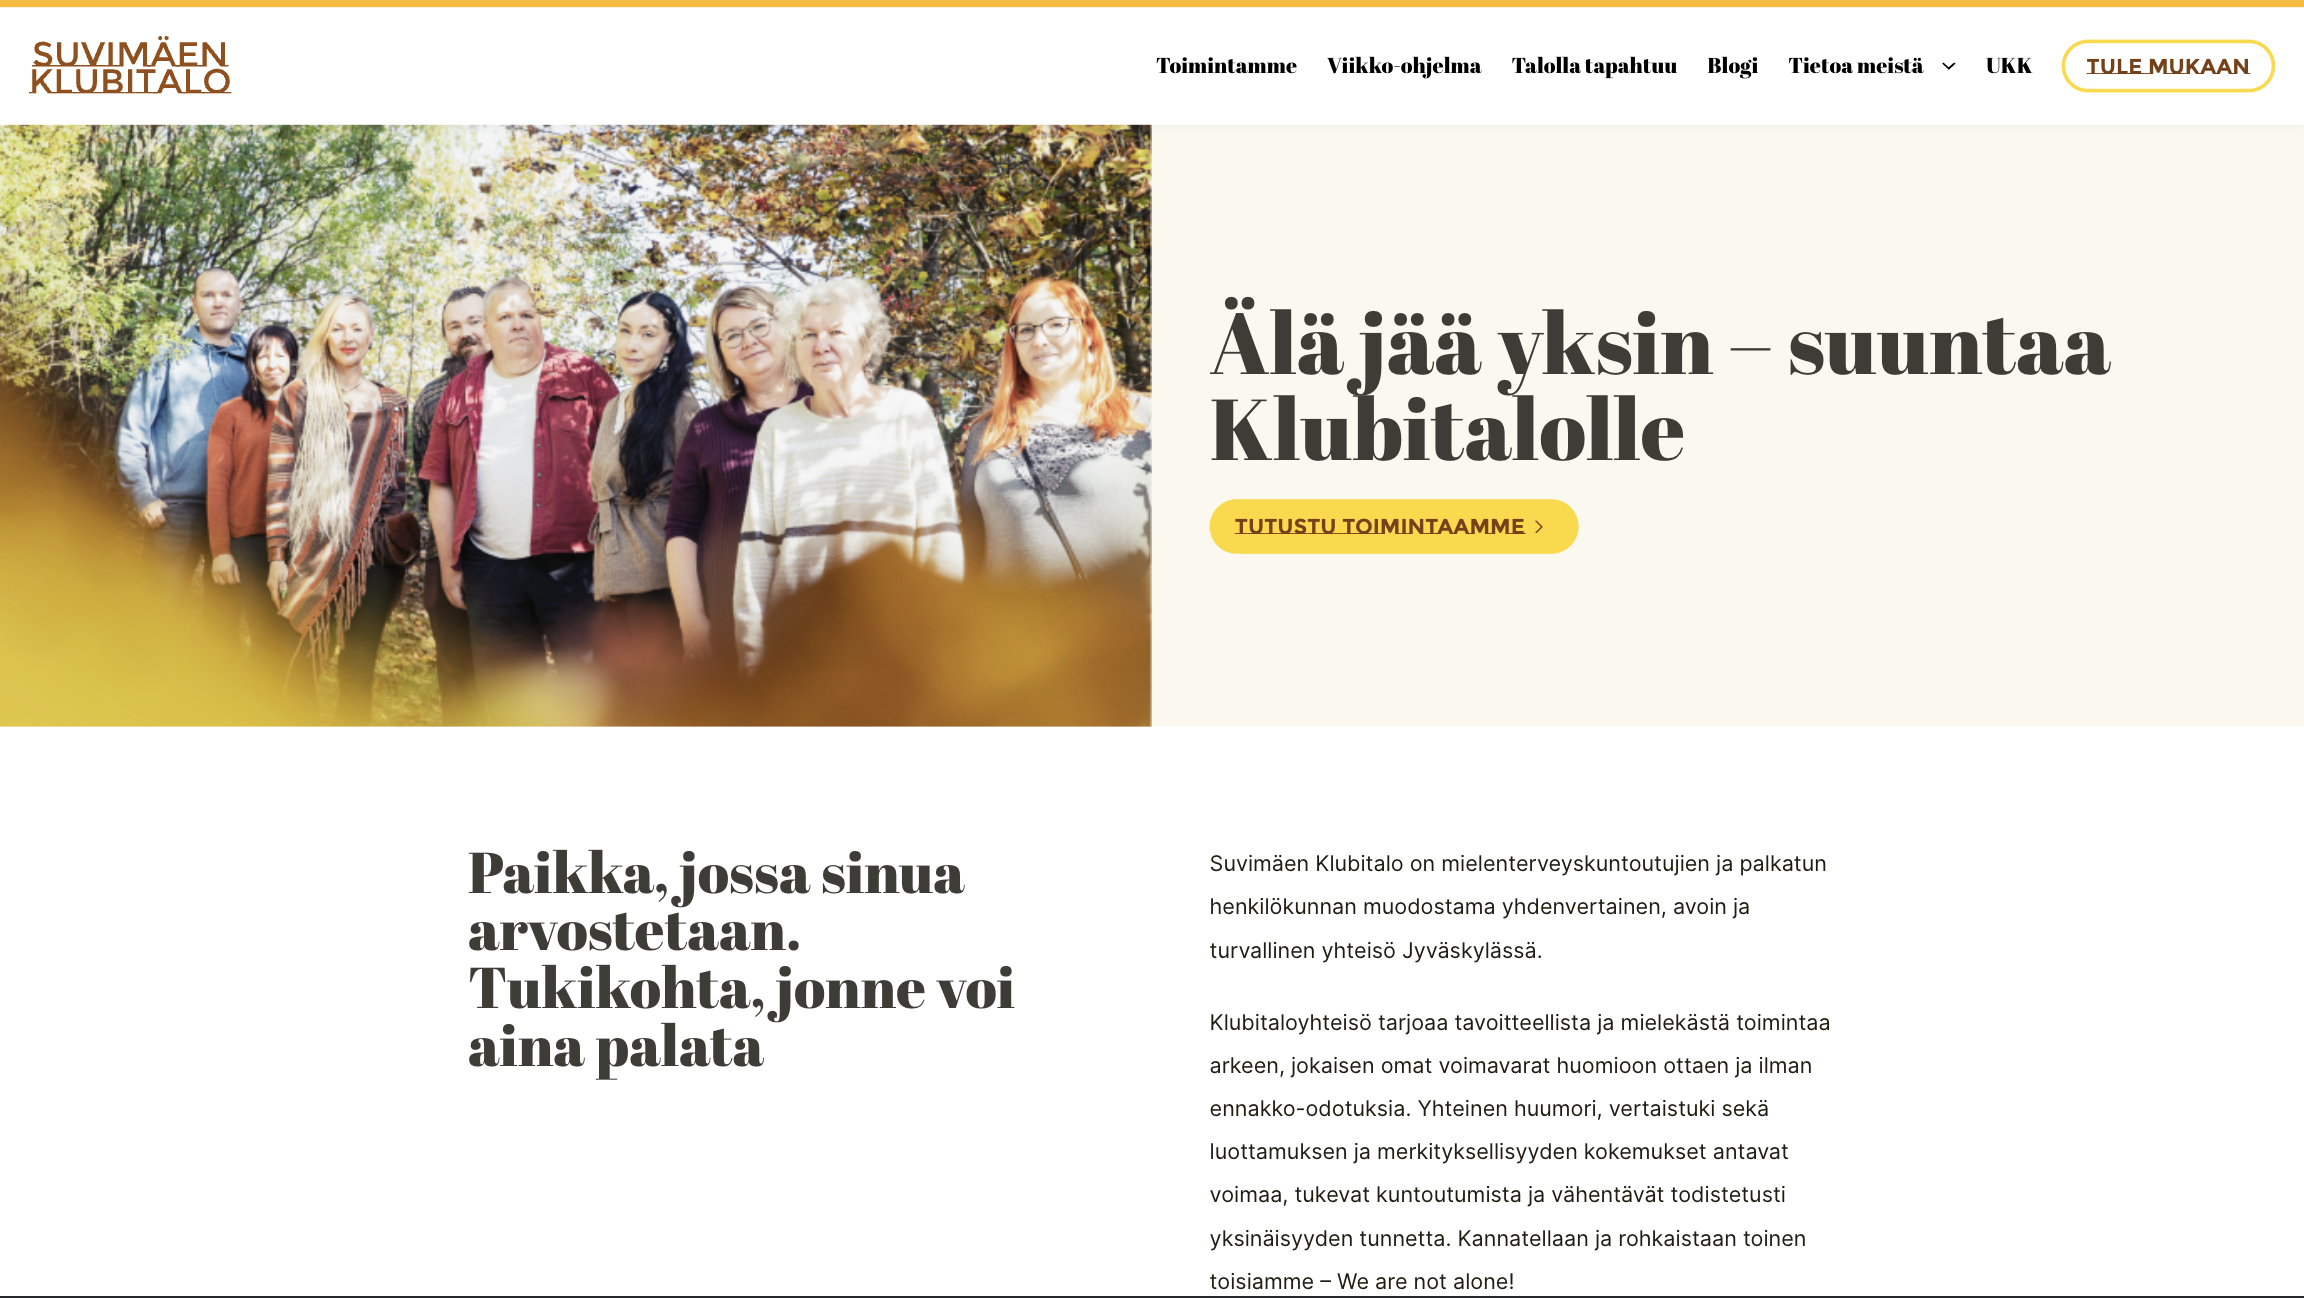 SUVIMÄEN
KLUBITALO
Toimintamme Viikko-ohjelma Talolla tapahtuu Blogi Tietoa meistä UKK TULE MUKAAN
Älä jää yksin – suuntaa
Klubitalolle
TUTUSTU TOIMINTAAMME
Paikka, jossa sinua
arvostetaan.
Tukikohta, jonne voi
aina palata
Suvimäen Klubitalo on mielenterveyskuntoutujien ja palkatun
henkilökunnan muodostama yhdenvertainen, avoin ja
turvallinen yhteisö Jyväskylässä.
Klubitaloyhteisö tarjoaa tavoitteellista ja mielekästä toimintaa
arkeen, jokaisen omat voimavarat huomioon ottaen ja ilman
ennakko-odotuksia. Yhteinen huumori, vertaistuki sekä
luottamuksen ja merkityksellisyyden kokemukset antavat
voimaa, tukevat kuntoutumista ja vähentävät todistetusti
yksinäisyyden tunnetta. Kannatellaan ja rohkaistaan toinen
toisiamme – We are not alone!